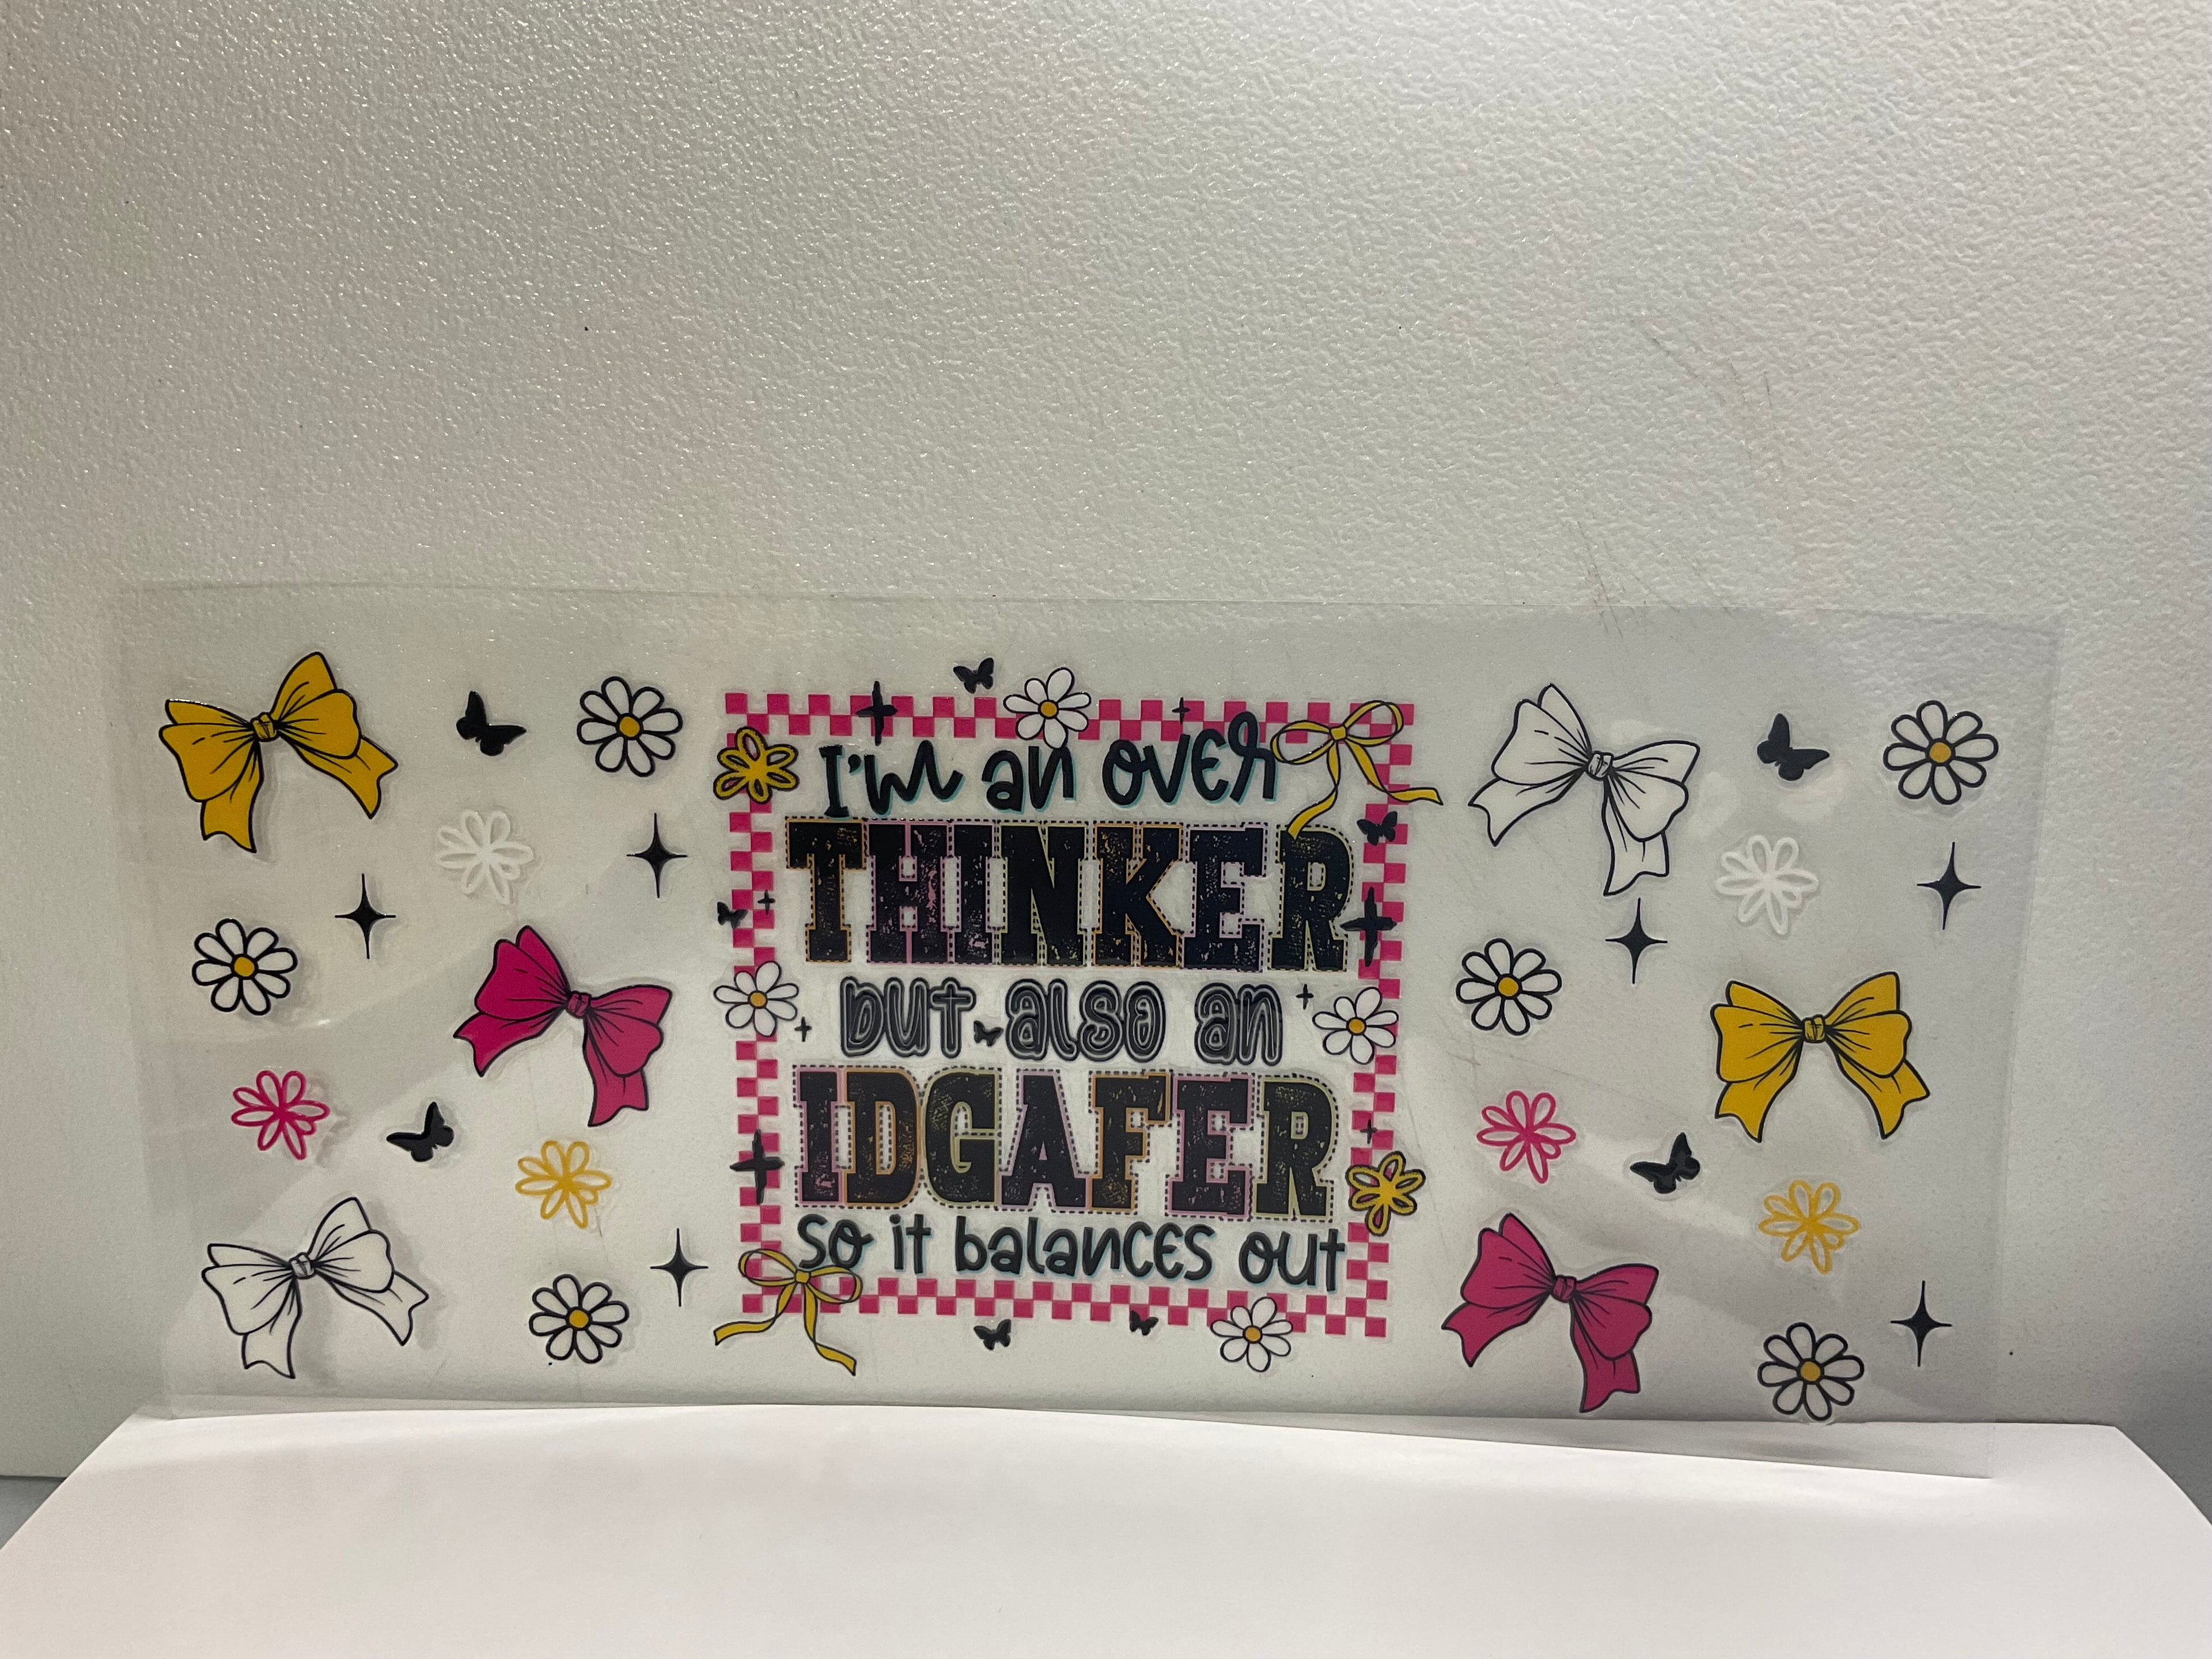 I'm an over
THINKER
but also an
IDGAFER
so it balances out